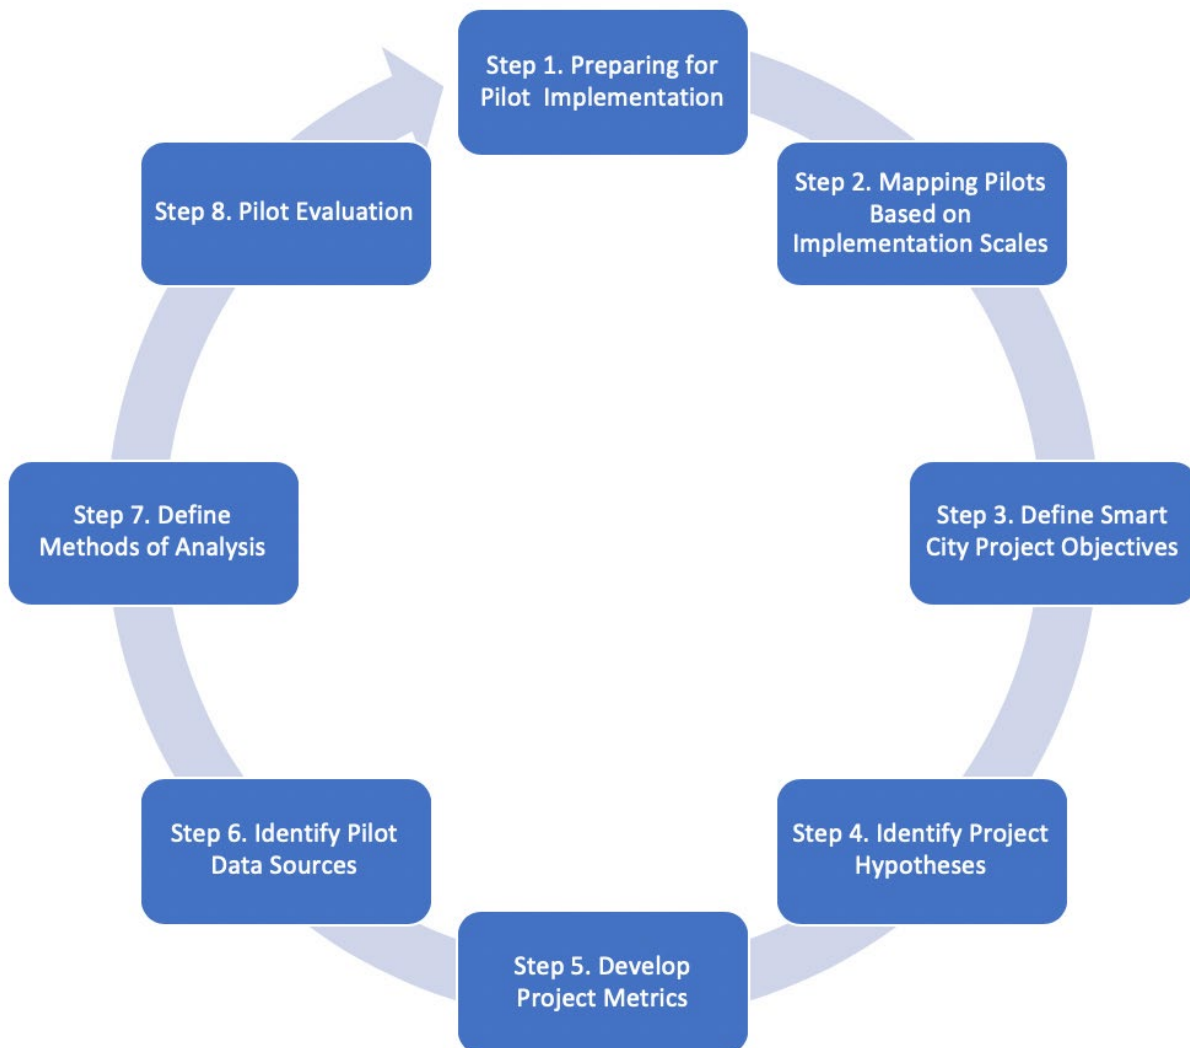 Step 1. Preparing for
Pilot Implementation
Step 2. Mapping Pilots
Based on
Implementation Scales
Step 3. Define Smart
City Project Objectives
Step 4. Identify Project
Hypotheses
Step 5. Develop
Project Metrics
Step 6. Identify Pilot
Data Sources
Step 7. Define
Methods of Analysis
Step 8. Pilot Evaluation